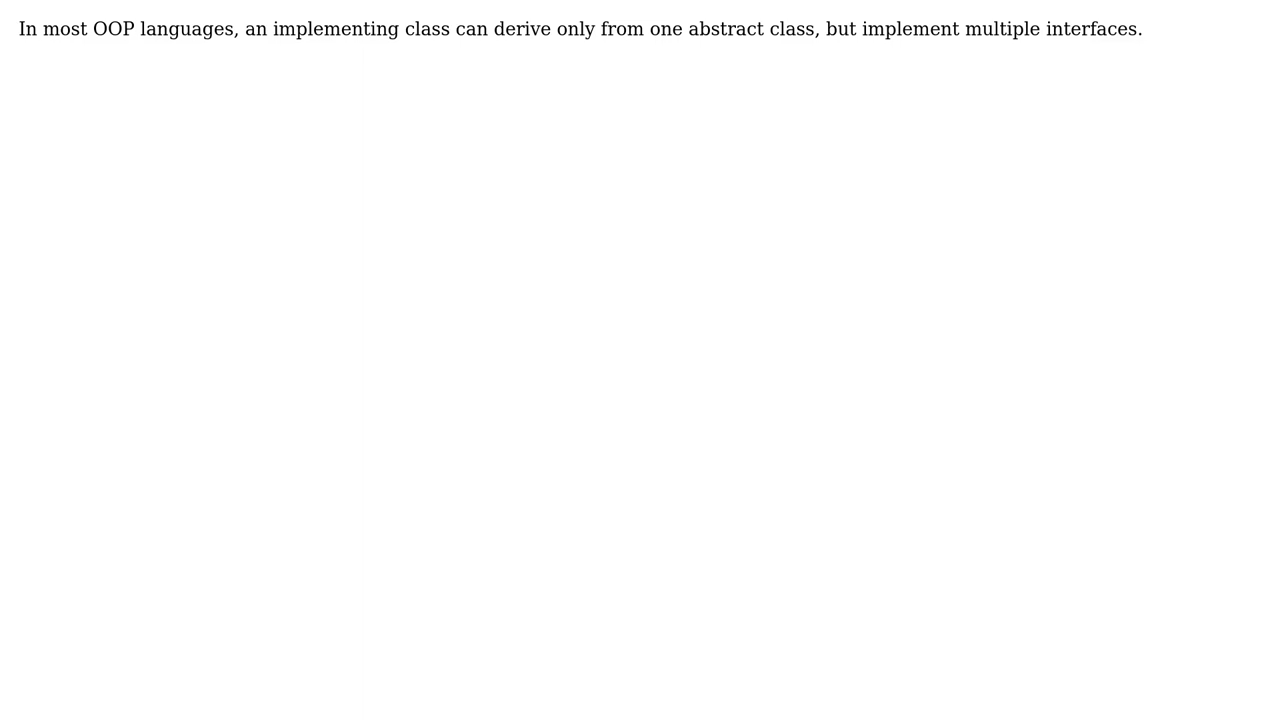 In most OOP languages, an implementing class can derive only from one abstract class, but implement multiple interfaces.